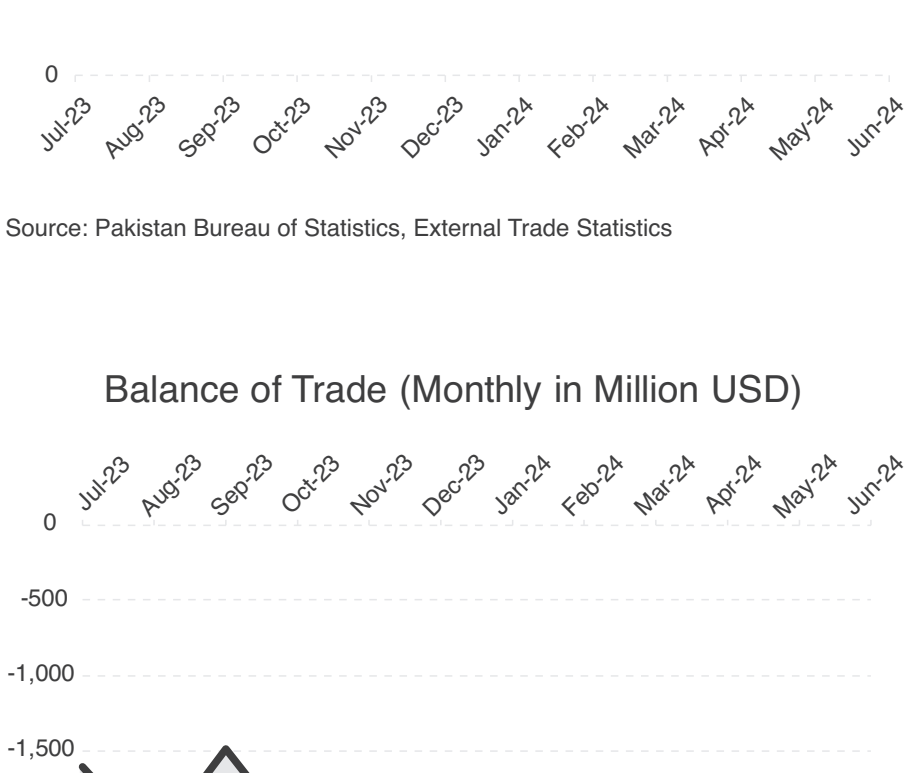 0
Jul-23 Aug-23 Sep-23 Oct-23 Nov-23 Dec-23 Jan-24 Feb-24 Mar-24 Apr-24 May-24 Jun-24
Source: Pakistan Bureau of Statistics, External Trade Statistics
Balance of Trade (Monthly in Million USD)
Jul-23 Aug-23 Sep-23 Oct-23 Nov-23 Dec-23 Jan-24 Feb-24 Mar-24 Apr-24 May-24 Jun-24
0
-500
-1,000
-1,500